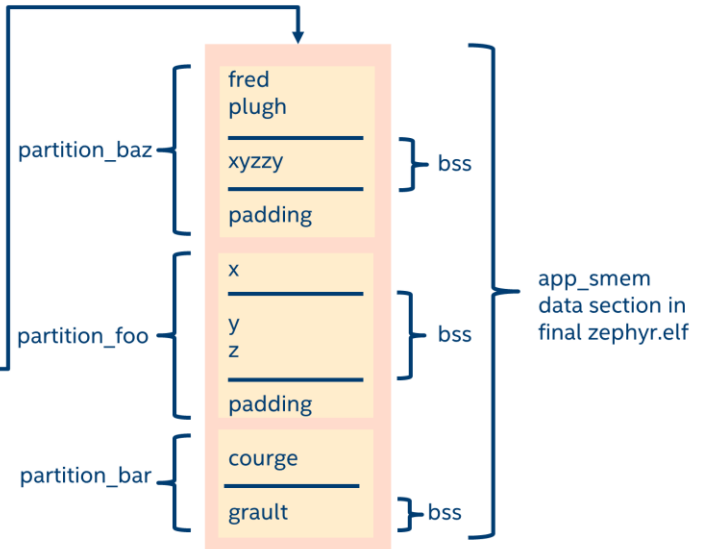 fred
plugh
partition_baz
xyzzy
bss
padding
x
app_smem
data section in
final zephyr.elf
partition_foo
y
z
bss
padding
partition_bar
courge
grault
bss